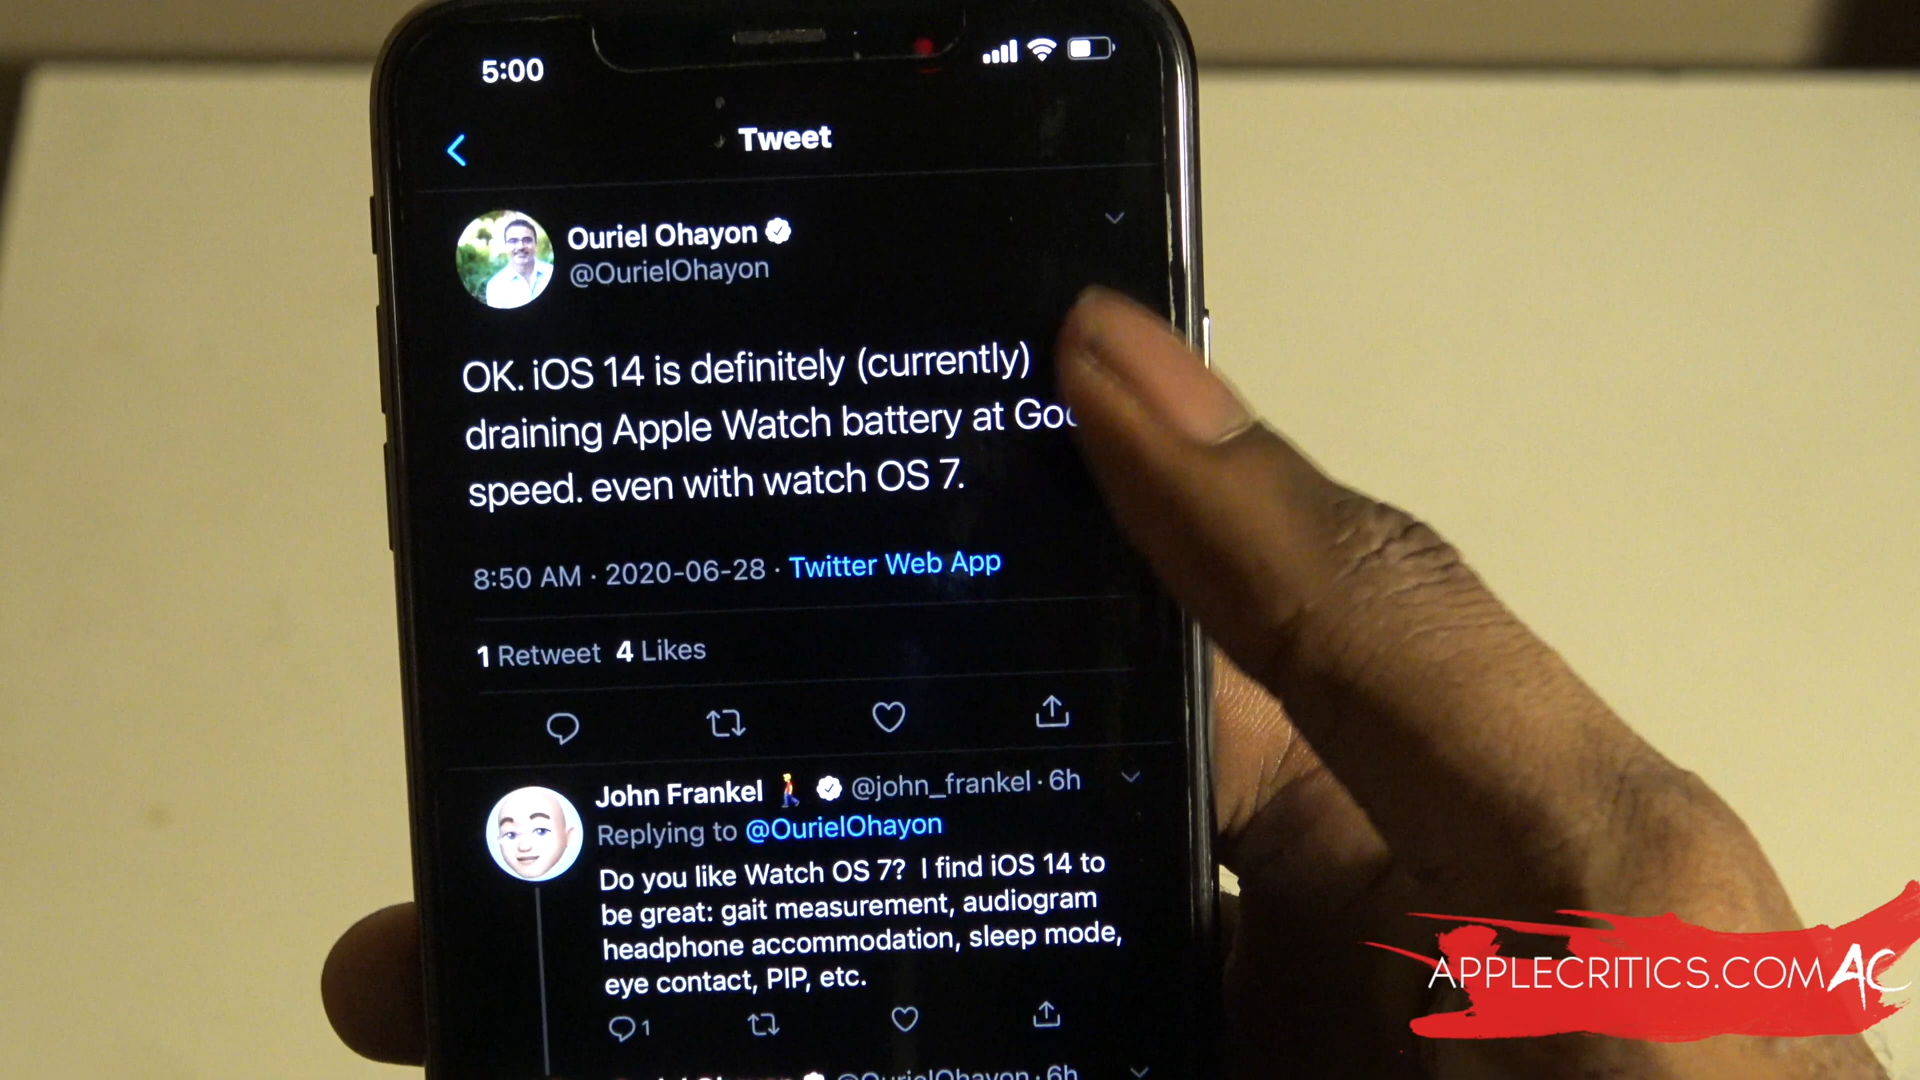 5:00
Tweet
Ouriel Ohayon
@OurielOhayon
OK. iOS 14 is definitely (currently)
draining Apple Watch battery at
speed. even with watch OS 7.
8:50 AM · 2020-06-28 · Twitter Web App
1 Retweet 4 Likes
John Frankel @john_frankel · 6h
Replying to @OurielOhayon
Do you like Watch OS 7? I find iOS 14 to
be great: gait measurement, audiogram
headphone accommodation, sleep mode,
eye contact, PIP, etc.
1
@OurielOhayon · 6h
APPLECRITICS.COM AC